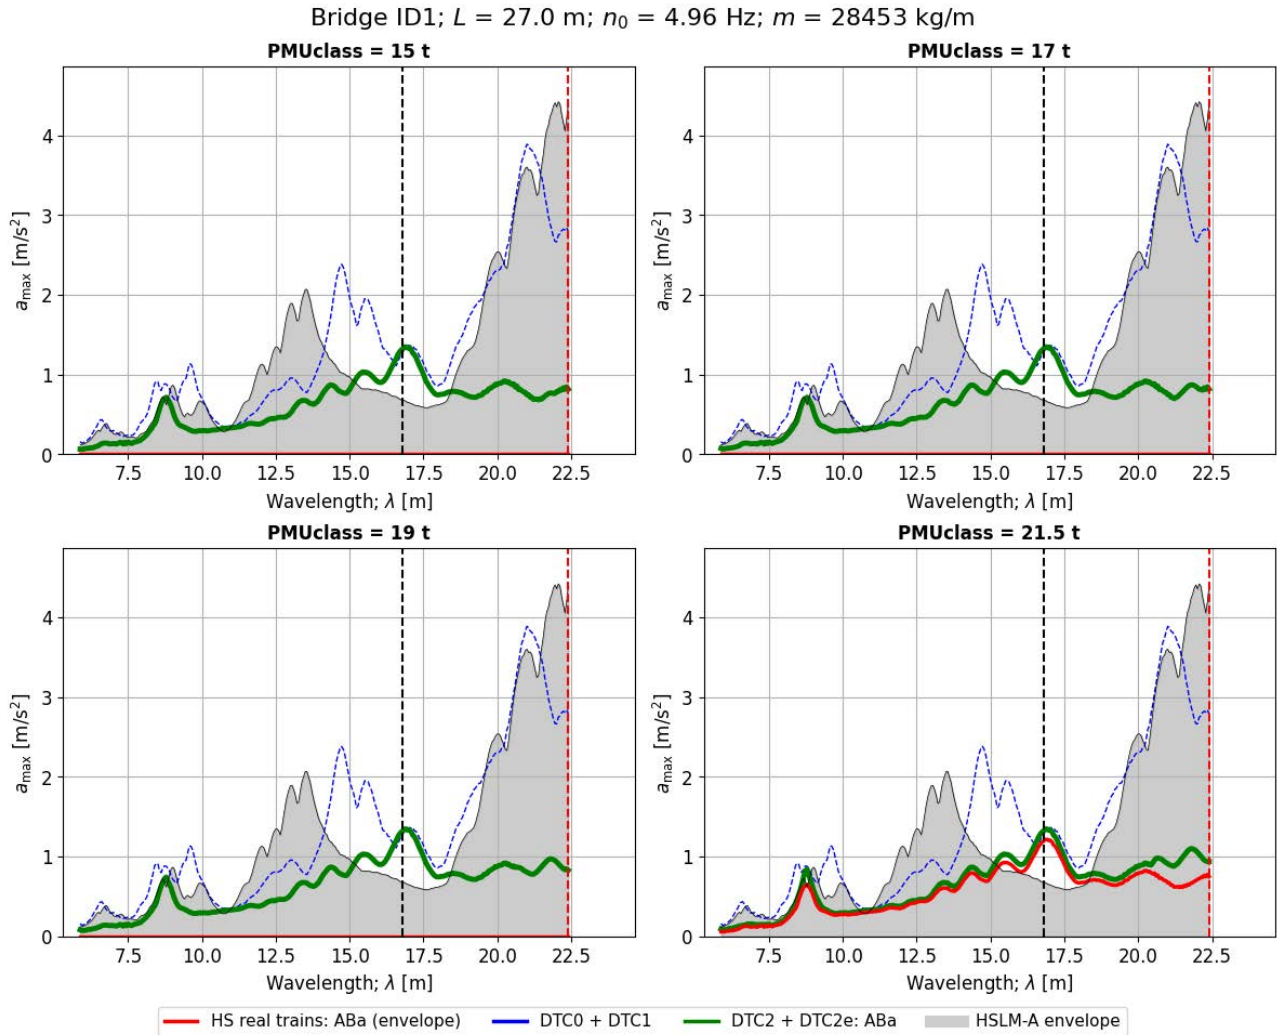 Bridge ID1; L = 27.0 m; n₀ = 4.96 Hz; m = 28453 kg/m
PMUclass = 15 t
a_max [m/s²]
4
3
2
1
0
7.5 10.0 12.5 15.0 17.5 20.0 22.5
Wavelength; λ [m]
PMUclass = 17 t
a_max [m/s²]
4
3
2
1
0
7.5 10.0 12.5 15.0 17.5 20.0 22.5
Wavelength; λ [m]
PMUclass = 19 t
a_max [m/s²]
4
3
2
1
0
7.5 10.0 12.5 15.0 17.5 20.0 22.5
Wavelength; λ [m]
PMUclass = 21.5 t
a_max [m/s²]
4
3
2
1
0
7.5 10.0 12.5 15.0 17.5 20.0 22.5
Wavelength; λ [m]
HS real trains: ABa (envelope) DTC0 + DTC1 DTC2 + DTC2e: ABa HSLM-A envelope